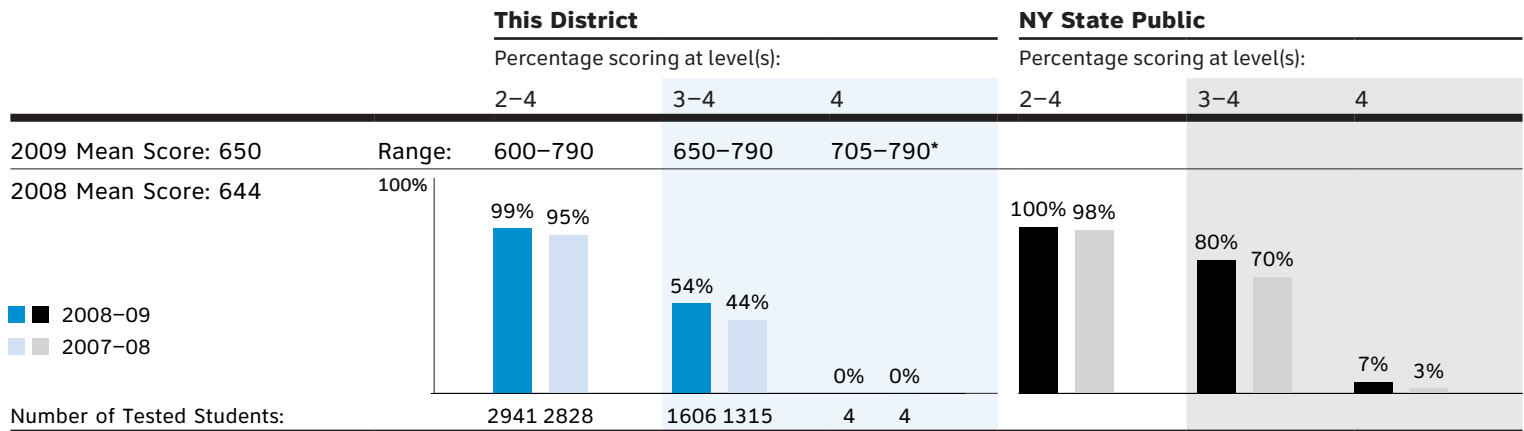 This District NY State Public
Percentage scoring at level(s): Percentage scoring at level(s):
2–4 3–4 4 2–4 3–4 4
2009 Mean Score: 650 Range: 600–790 650–790 705–790*
2008 Mean Score: 644 100%
99% 95% 54% 44% 0% 0% 100% 98% 80% 70% 7% 3%
2008–09
2007–08
Number of Tested Students: 2941 2828 1606 1315 4 4